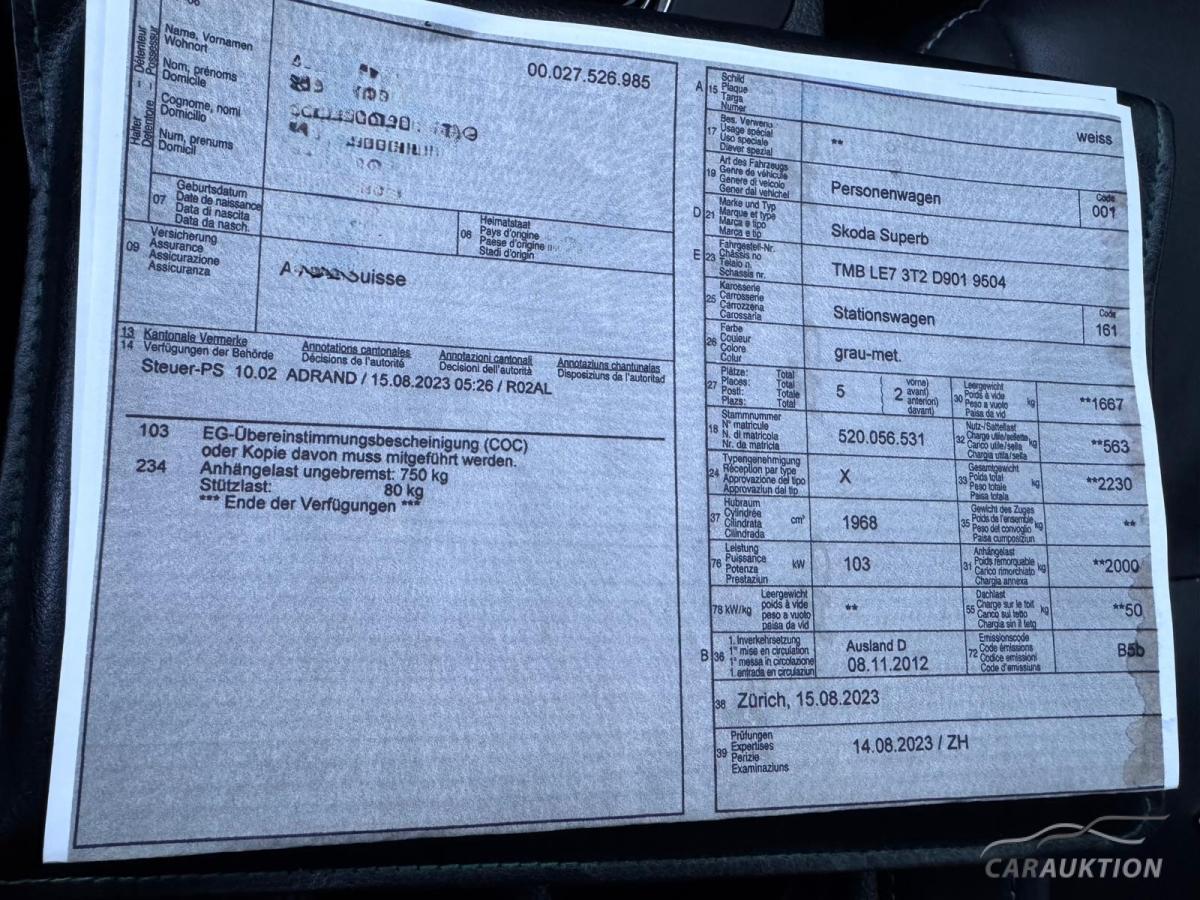 Halter
Détenteur
Detentore
Possessur
Name, Vornamen
Wohnort
Nom, prénoms
Domicile
Cognome, nomi
Domicilio
Num, prenums
Domicil
00.027.526.985
07
Geburtsdatum
Date de naissance
Data di nascita
Data da nasch.
Heimatstaat
Pays d'origine
Paese d'origine
Stadi d'origin
09
Versicherung
Assurance
Assicurazione
Assicuranza
Suisse
13 Kantonale Vermerke
14 Verfügungen der Behörde
Annotations cantonales
Décisions de l'autorité
Annotazioni cantonali
Decisioni dell'autorità
Annotaziuns chantunalas
Disposiziuns da l'autoritad
Steuer-PS 10.02 ADRAND / 15.08.2023 05:26 / R02AL
103 EG-Übereinstimmungsbescheinigung (COC)
oder Kopie davon muss mitgeführt werden.
234 Anhängelast ungebremst: 750 kg
Stützlast: 80 kg
*** Ende der Verfügungen ***
A 15
Schild
Plaque
Targa
Numer
weiss
17
Bes. Verwend.
Usage spécial
Uso speciale
Diever spezial
**
19
Art des Fahrzeugs
Genre de véhicule
Genere di veicolo
Gener dal vehichel
Personenwagen
Code
001
D 21
Marke und Typ
Marque et type
Marca e tipo
Marca e tip
Skoda Superb
E 23
Fahrgestell-Nr.
Châssis no
Telaio n.
Schassis nr.
TMB LE7 3T2 D901 9504
25
Karosserie
Carrosserie
Carrozzeria
Carossaria
Stationswagen
Code
161
26
Farbe
Couleur
Colore
Colur
grau-met.
27
Plätze: Total
Places: Total
Posti: Totale
Plazs: Total
5
2
vorne)
avant)
anteriori)
davant)
30
Leergewicht
Poids à vide
Peso a vuoto
Paisa da vid
kg
**1667
18
Stammnummer
N° matricule
N. di matricola
Nr. da matricla
520.056.531
32
Nutz-/Sattellast
Charge utile/sellette
Carico utile/sella
Chargia utila/sella
kg
**563
24
Typengenehmigung
Réception par type
Approvazione del tipo
Approvaziun dal tip
X
33
Gesamtgewicht
Poids total
Peso totale
Paisa totala
kg
**2230
37
Hubraum
Cylindrée
Cilindrata
Cilindrada
cm³
1968
35
Gewicht des Zuges
Poids de l'ensemble
Peso del convoglio
Paisa cumposiziun
kg
**
76
Leistung
Puissance
Potenza
Prestaziun
kW
103
31
Anhängelast
Poids remorquable
Carico rimorchiato
Chargia annexa
kg
**2000
78 kW/kg
Leergewicht
poids à vide
peso a vuoto
paisa da vid
**
55
Dachlast
Charge sur le toit
Carico sul tetto
Chargia sin il tetg
kg
**50
B 36
1. Inverkehrsetzung
1re mise en circulation
1a messa in circolazione
1. entrada en circulaziun
Ausland D
08.11.2012
72
Emissionscode
Code émissions
Codice emissioni
Code d'emissiuns
B5b
38 Zürich, 15.08.2023
39
Prüfungen
Expertises
Perizie
Examinaziuns
14.08.2023 / ZH
CARAUKTION